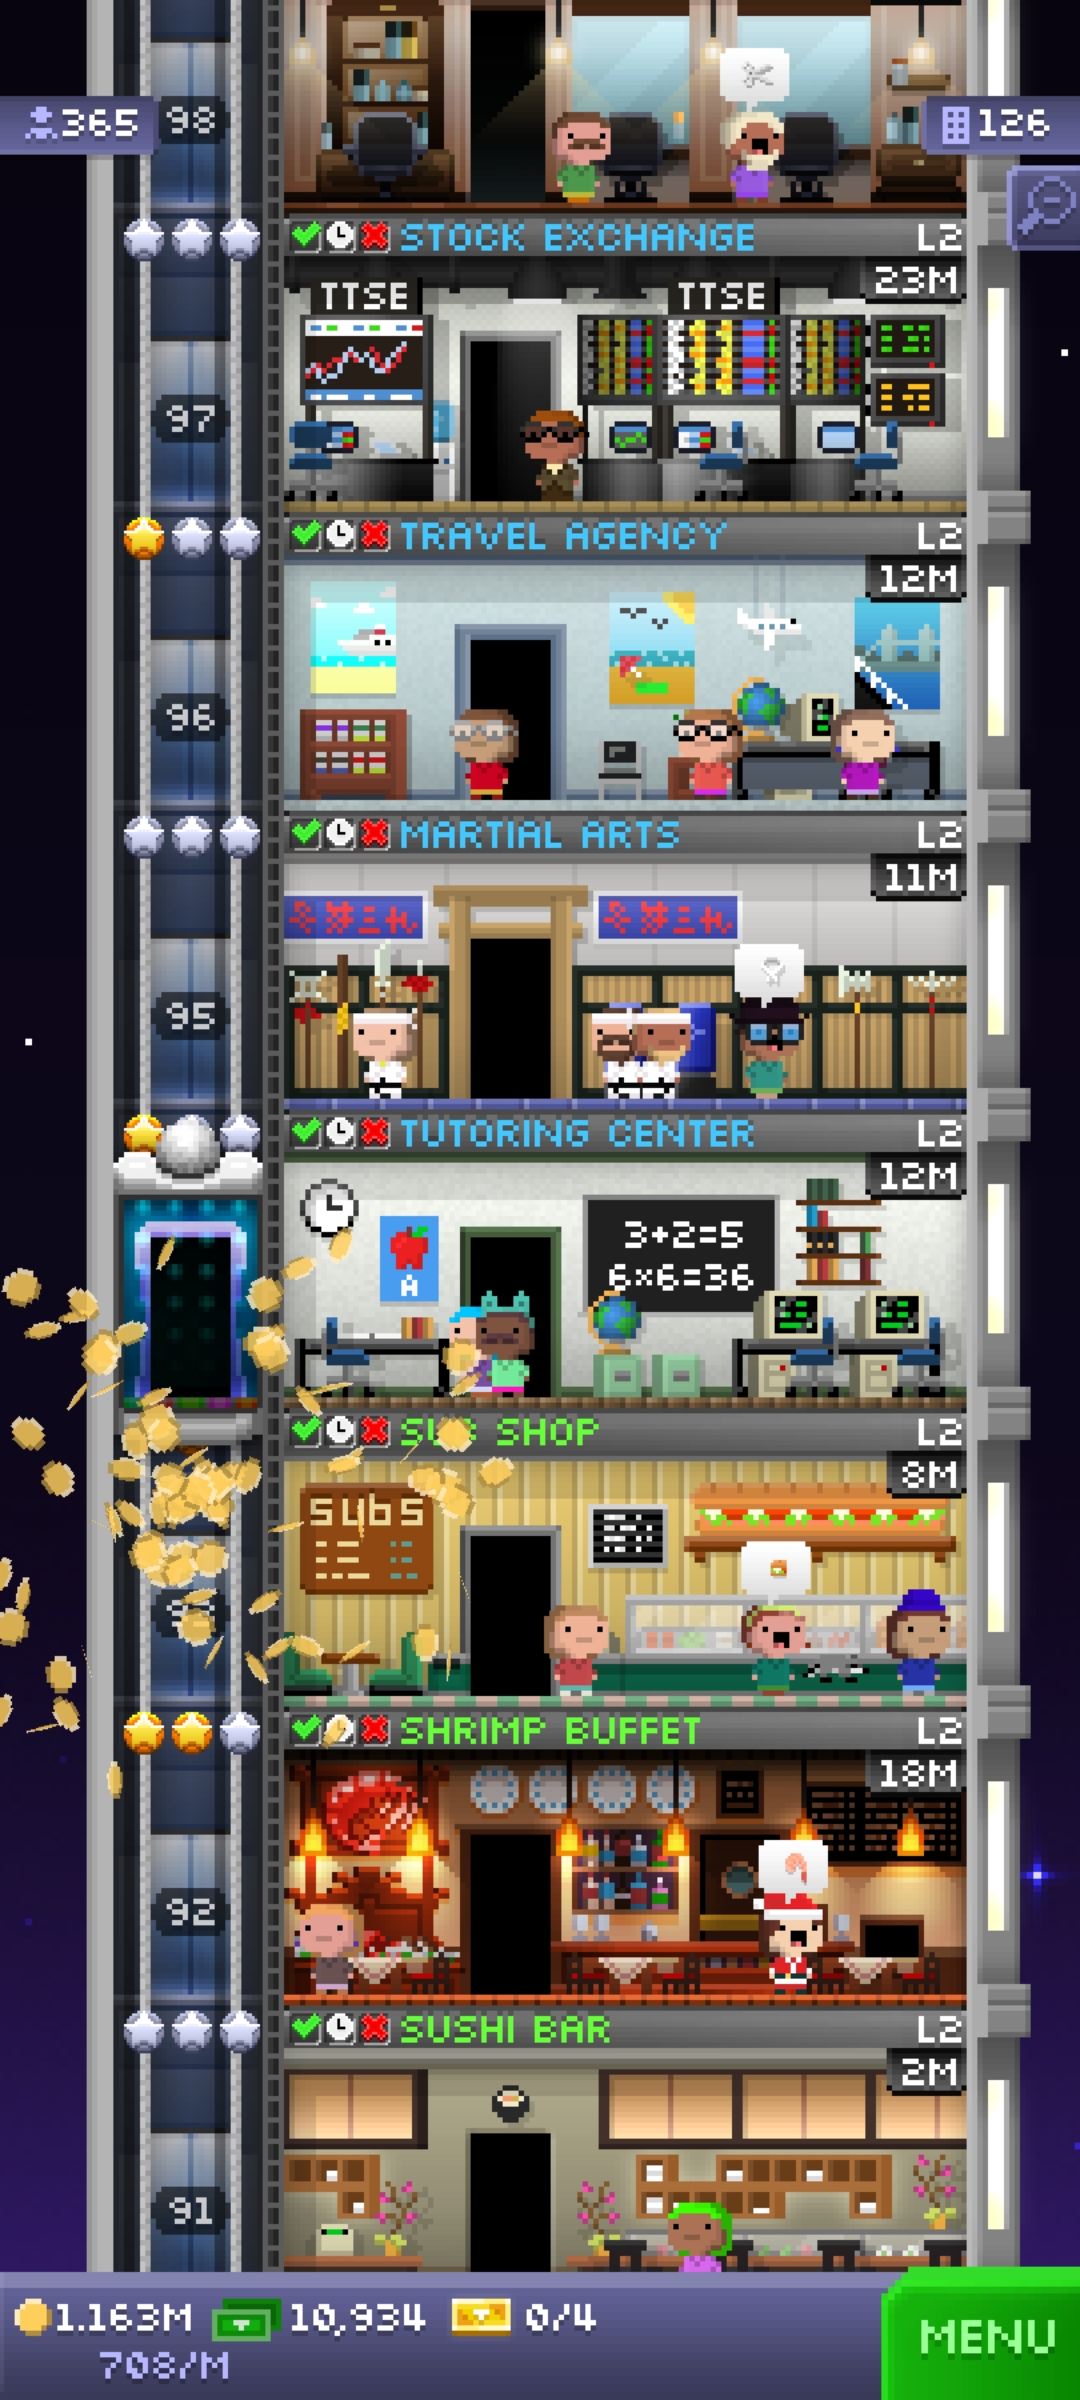 365
98
126
STOCK EXCHANGE
L2
23M
TTSE
TTSE
97
TRAVEL AGENCY
L2
12M
96
MARTIAL ARTS
L2
11M
95
TUTORING CENTER
L2
12M
3+2=5
6×6=36
A
SUB SHOP
L2
8M
subs
SHRIMP BUFFET
L2
18M
92
SUSHI BAR
L2
2M
91
1.163M
10,934
0/4
MENU
708/M